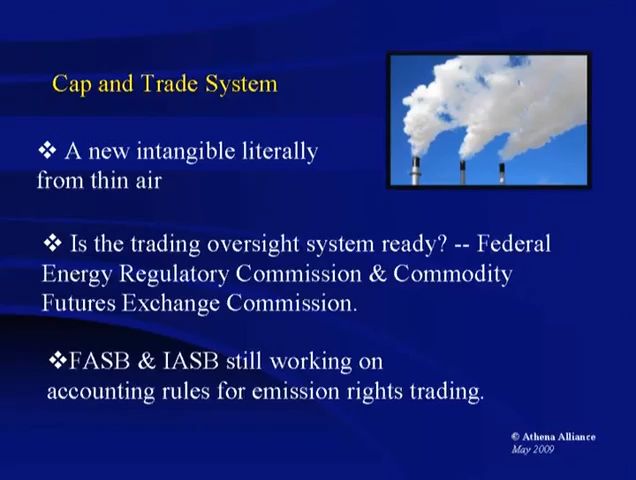 Cap and Trade System
❖ A new intangible literally
from thin air
❖ Is the trading oversight system ready? -- Federal
Energy Regulatory Commission & Commodity
Futures Exchange Commission.
❖FASB & IASB still working on
accounting rules for emission rights trading.
© Athena Alliance
May 2009